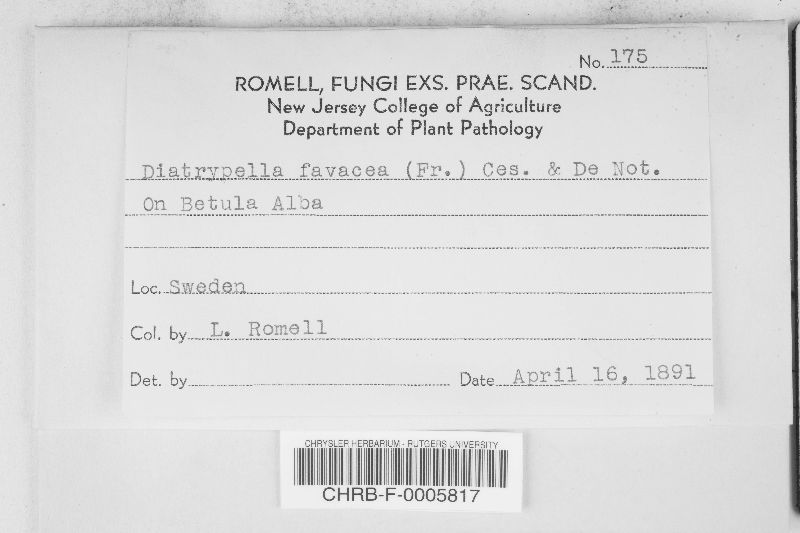 No. 175
ROMELL, FUNGI EXS. PRAE. SCAND.
New Jersey College of Agriculture
Department of Plant Pathology
Diatrypella favacea (Fr.) Ces. & De Not.
On Betula Alba
Loc. Sweden
Col. by L. Romell
Det. by Date April 16, 1891
CHRYSLER HERBARIUM - RUTGERS UNIVERSITY
CHRB-F-0005817